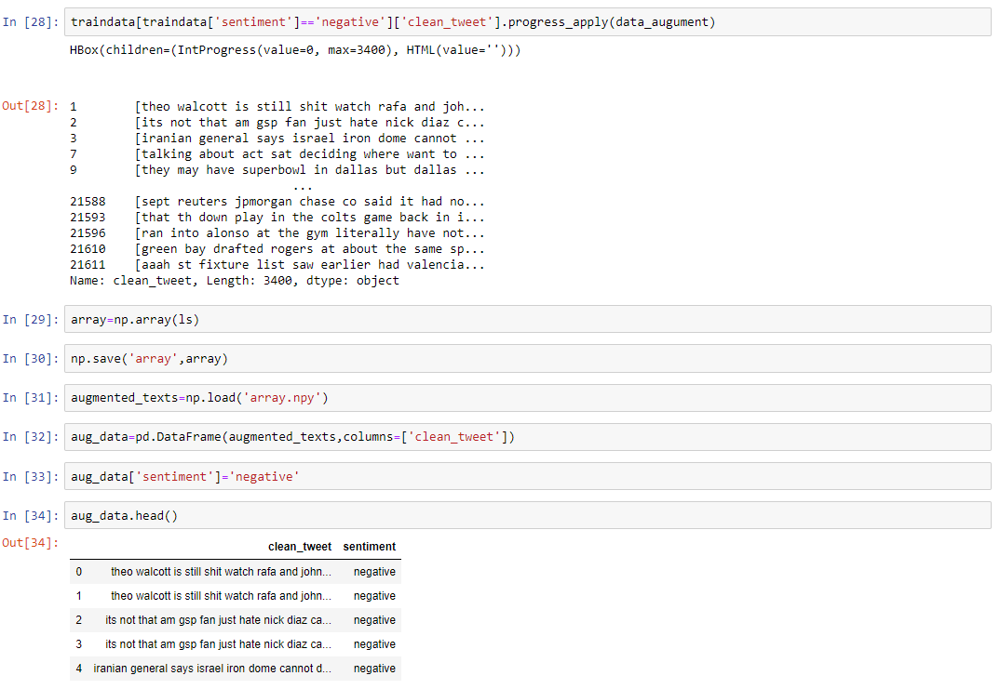 In [28]: traindata[traindata['sentiment']=='negative']['clean_tweet'].progress_apply(data_augument)
HBox(children=(IntProgress(value=0, max=3400), HTML(value='')))
Out[28]: 1        [theo walcott is still shit watch rafa and joh...
2        [its not that am gsp fan just hate nick diaz c...
3        [iranian general says israel iron dome cannot ...
7        [talking about act sat deciding where want to ...
9        [they may have superbowl in dallas but dallas ...
...
21588    [sept reuters jpmorgan chase co said it had no...
21593    [that th down play in the colts game back in i...
21596    [ran into alonso at the gym literally have not...
21610    [green bay drafted rogers at about the same sp...
21611    [aaah st fixture list saw earlier had valencia...
Name: clean_tweet, Length: 3400, dtype: object
In [29]: array=np.array(ls)
In [30]: np.save('array',array)
In [31]: augmented_texts=np.load('array.npy')
In [32]: aug_data=pd.DataFrame(augmented_texts,columns=['clean_tweet'])
In [33]: aug_data['sentiment']='negative'
In [34]: aug_data.head()
Out[34]:
clean_tweet sentiment
0 theo walcott is still shit watch rafa and john... negative
1 theo walcott is still shit watch rafa and john... negative
2 its not that am gsp fan just hate nick diaz ca... negative
3 its not that am gsp fan just hate nick diaz ca... negative
4 iranian general says israel iron dome cannot d... negative